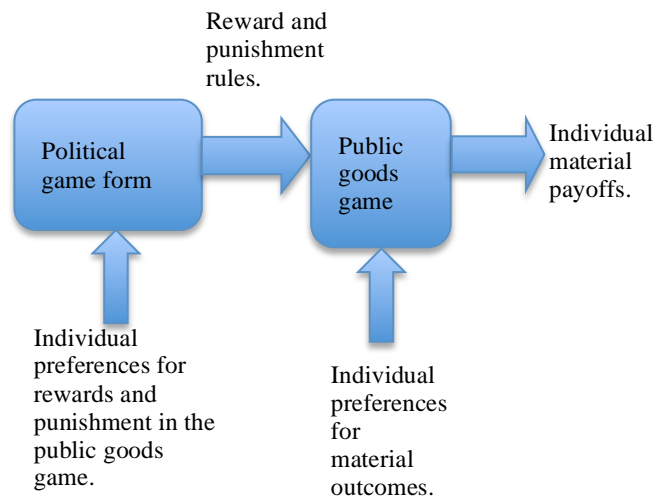 Reward and
punishment
rules.
Political
game form
Public
goods
game
Individual
material
payoffs.
Individual
preferences for
rewards and
punishment in the
public goods
game.
Individual
preferences
for
material
outcomes.